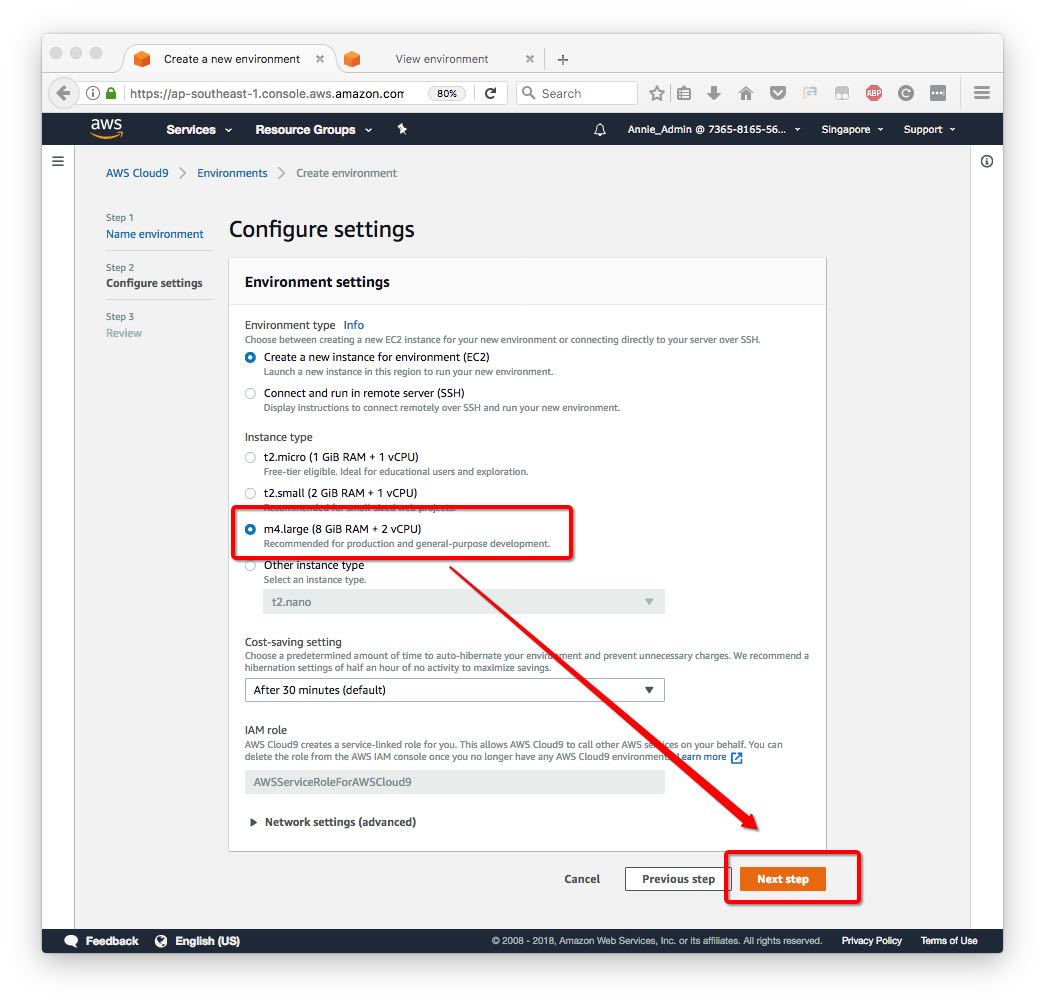 Create a new environment
View environment
https://ap-southeast-1.console.aws.amazon.com
80%
Search
ABP
aws
Services
Resource Groups
Annie_Admin @ 7365-8165-56...
Singapore
Support
AWS Cloud9
Environments
Create environment
Step 1
Name environment
Step 2
Configure settings
Step 3
Review
Configure settings
Environment settings
Environment type Info
Choose between creating a new EC2 instance for your new environment or connecting directly to your server over SSH.
Create a new instance for environment (EC2)
Launch a new instance in this region to run your new environment.
Connect and run in remote server (SSH)
Display instructions to connect remotely over SSH and run your new environment.
Instance type
t2.micro (1 GiB RAM + 1 vCPU)
Free-tier eligible. Ideal for educational users and exploration.
t2.small (2 GiB RAM + 1 vCPU)
Recommended for small-sized web projects.
m4.large (8 GiB RAM + 2 vCPU)
Recommended for production and general-purpose development.
Other instance type
Select an instance type.
t2.nano
Cost-saving setting
Choose a predetermined amount of time to auto-hibernate your environment and prevent unnecessary charges. We recommend a
hibernation settings of half an hour of no activity to maximize savings.
After 30 minutes (default)
IAM role
AWS Cloud9 creates a service-linked role for you. This allows AWS Cloud9 to call other AWS services on your behalf. You can
delete the role from the AWS IAM console once you no longer have any AWS Cloud9 environments. Learn more
AWSServiceRoleForAWSCloud9
Network settings (advanced)
Cancel
Previous step
Next step
Feedback
English (US)
© 2008 - 2018, Amazon Web Services, Inc. or its affiliates. All rights reserved.
Privacy Policy
Terms of Use